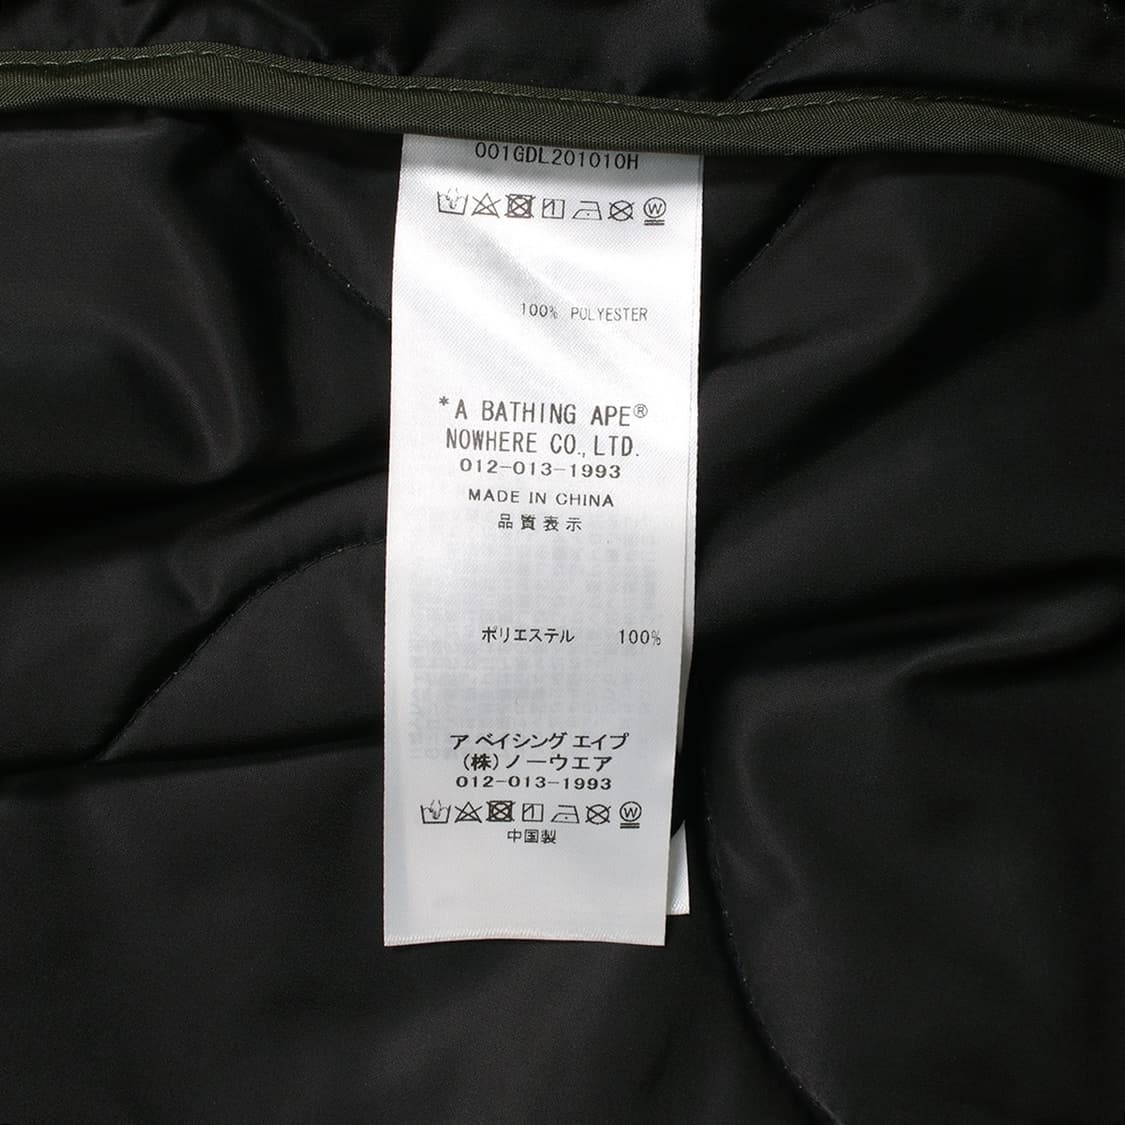 001GDL201010H
100% POLYESTER
*A BATHING APE®
NOWHERE CO., LTD.
012-013-1993
MADE IN CHINA
品質表示
ポリエステル 100%
ア ベイシング エイプ
(株)ノーウエア
012-013-1993
中国製